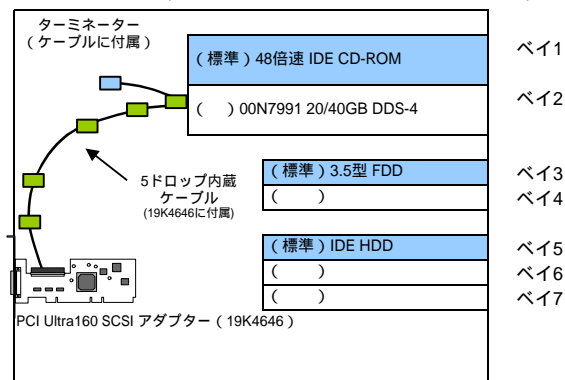 ターミネーター
(ケーブルに付属)
(標準)48倍速 IDE CD-ROM
ベイ1
( )00N7991 20/40GB DDS-4
ベイ2
5ドロップ内蔵
ケーブル
(19K4646に付属)
(標準)3.5型 FDD
ベイ3
( )
ベイ4
(標準)IDE HDD
ベイ5
( )
ベイ6
( )
ベイ7
PCI Ultra160 SCSI アダプター(19K4646)